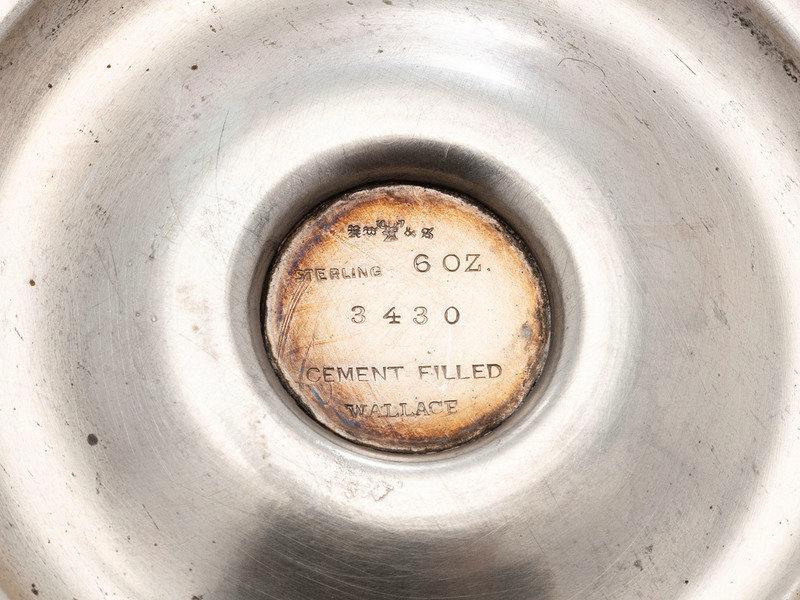 R W & S
STERLING 6 OZ.
3430
CEMENT FILLED
WALLACE